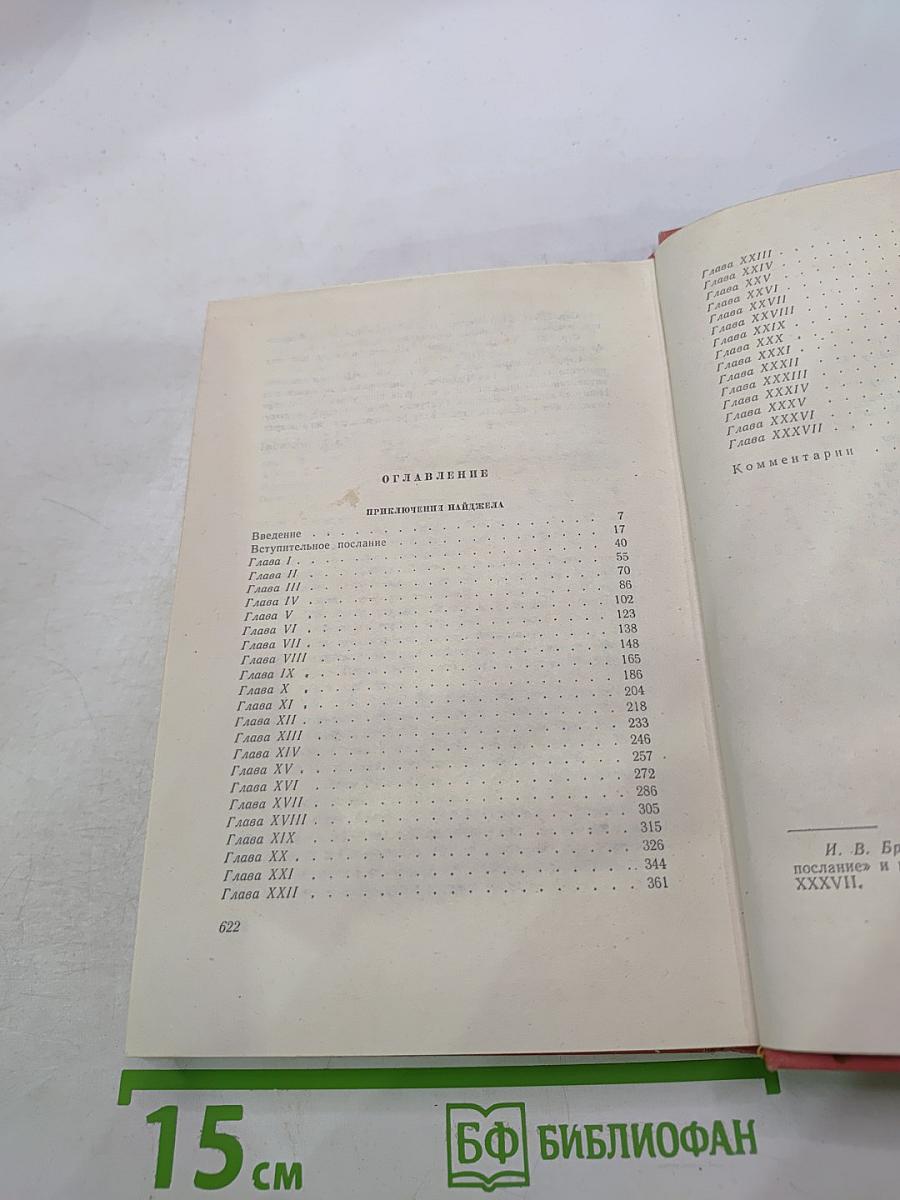 ОГЛАВЛЕНИЕ
ПРИКЛЮЧЕНИЯ НАЙДЖЕЛА
Введение 7
Вступительное послание 17
Глава I 40
Глава II 55
Глава III 70
Глава IV 86
Глава V 102
Глава VI 123
Глава VII 138
Глава VIII 148
Глава IX 165
Глава X 186
Глава XI 204
Глава XII 218
Глава XIII 233
Глава XIV 246
Глава XV 257
Глава XVI 272
Глава XVII 286
Глава XVIII 305
Глава XIX 315
Глава XX 326
Глава XXI 344
Глава XXII 361
622
Глава XXIII
Глава XXIV
Глава XXV
Глава XXVI
Глава XXVII
Глава XXVIII
Глава XXIX
Глава XXX
Глава XXXI
Глава XXXII
Глава XXXIII
Глава XXXIV
Глава XXXV
Глава XXXVI
Глава XXXVII
Комментарии
И. В. Бр
послание» и
XXXVII.
15 см
БФ БИБЛИОФАН